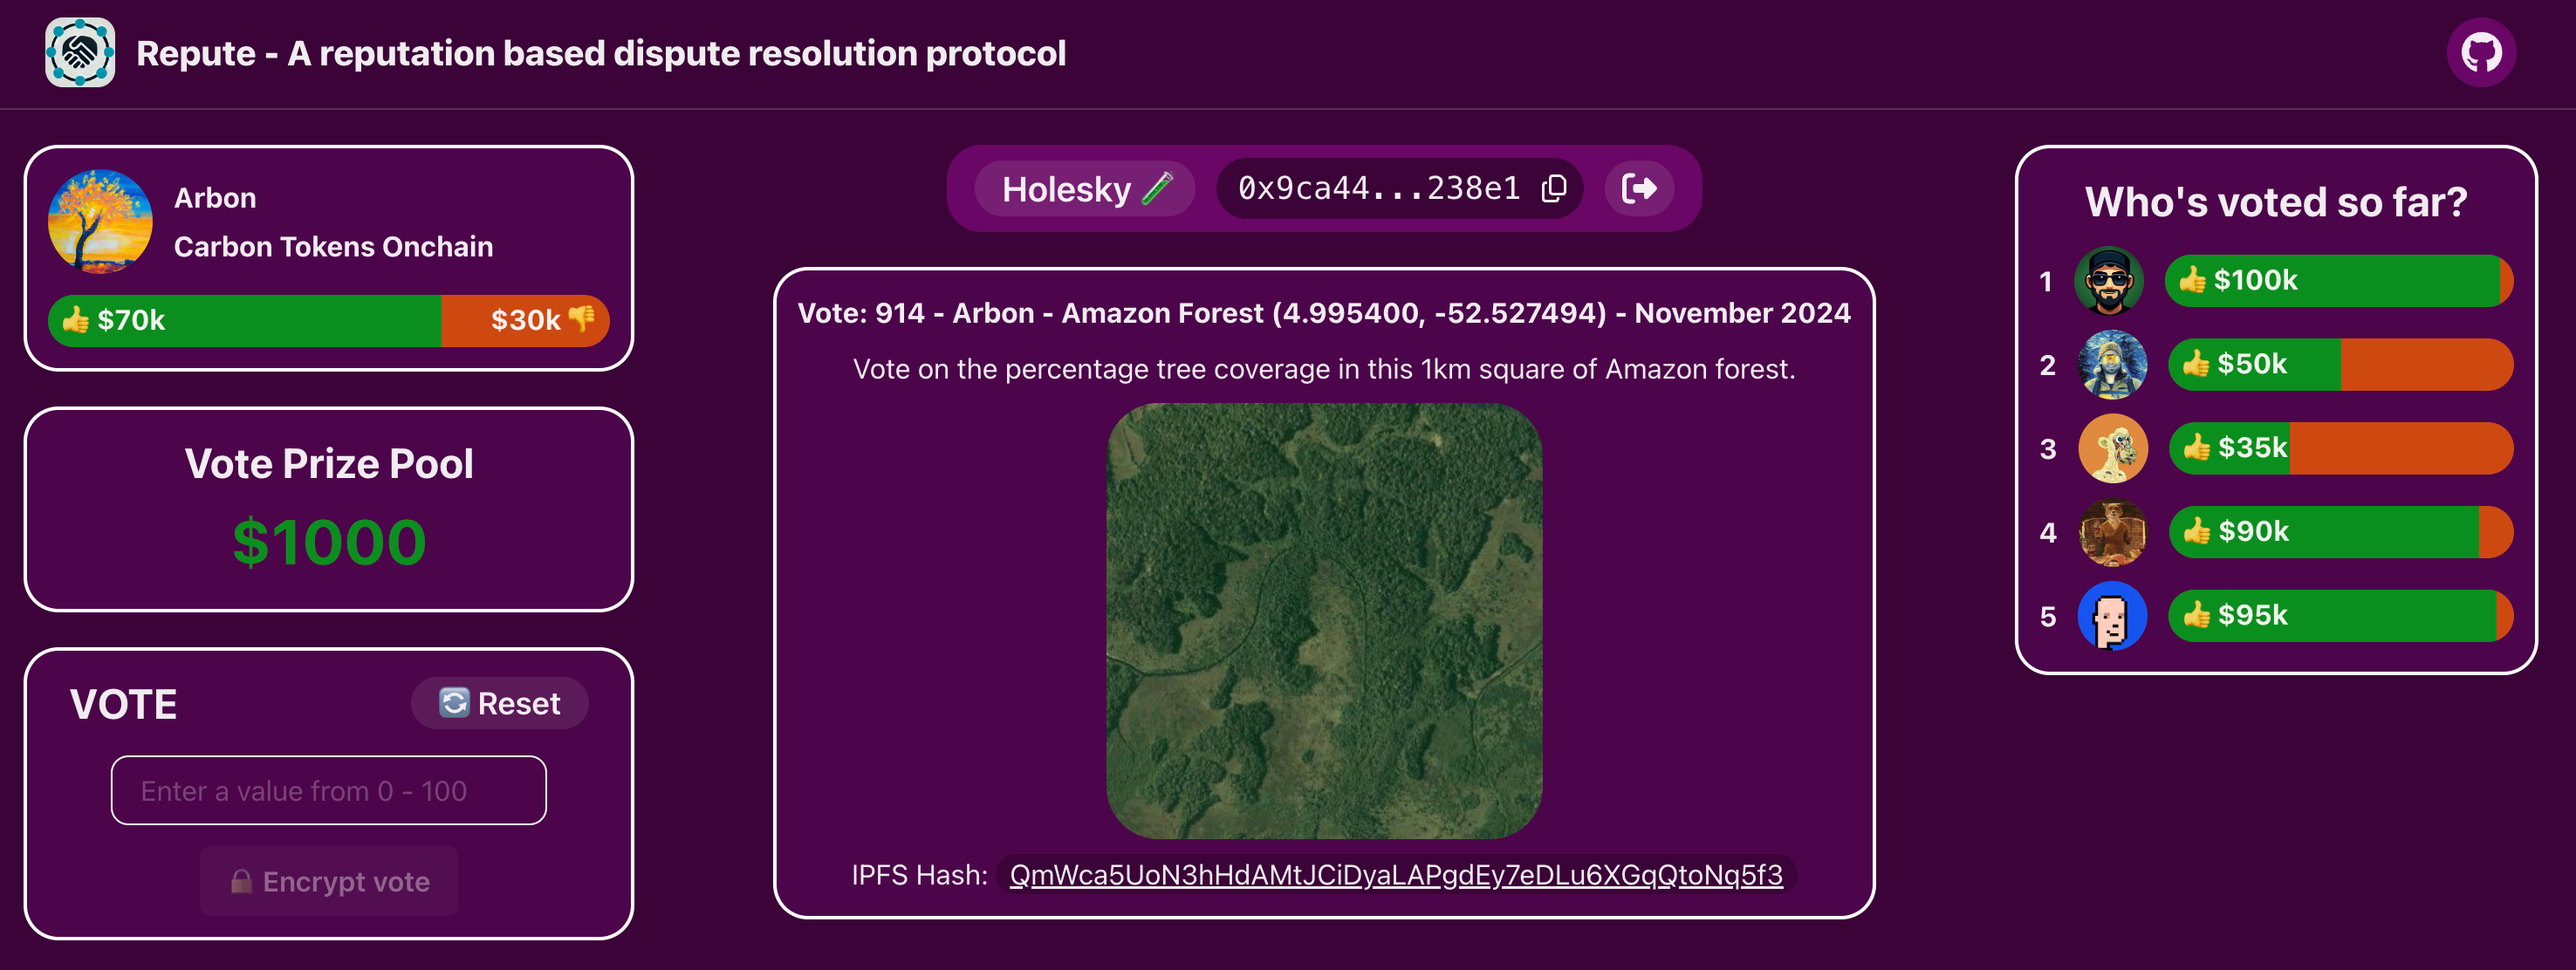 Repute - A reputation based dispute resolution protocol
Arbon
Carbon Tokens Onchain
👍 $70k
$30k 👎
Vote Prize Pool
$1000
VOTE
🔄 Reset
Enter a value from 0 - 100
🔒 Encrypt vote
Holesky 🧪
0x9ca44...238e1
Vote: 914 - Arbon - Amazon Forest (4.995400, -52.527494) - November 2024
Vote on the percentage tree coverage in this 1km square of Amazon forest.
IPFS Hash: QmWca5UoN3hHdAMtJCiDyaLAPgdEy7eDLu6XGqQtoNq5f3
Who's voted so far?
1 👍 $100k
2 👍 $50k
3 👍 $35k
4 👍 $90k
5 👍 $95k